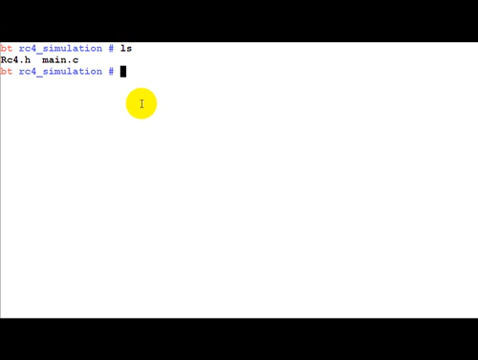 bt rc4_simulation # ls
Rc4.h  main.c
bt rc4_simulation #